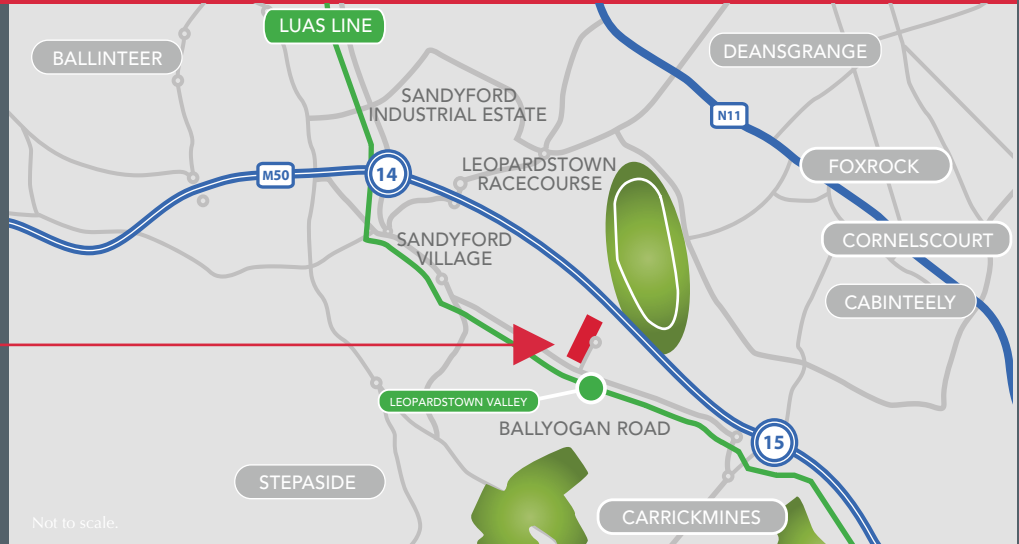 LUAS LINE
BALLINTEER
DEANSGRANGE
SANDYFORD
INDUSTRIAL ESTATE
N11
LEOPARDSTOWN
RACECOURSE
FOXROCK
M50
14
SANDYFORD
VILLAGE
CORNELSCOURT
CABINTEELY
LEOPARDSTOWN VALLEY
BALLYOGAN ROAD
15
STEPASIDE
CARRICKMINES
Not to scale.